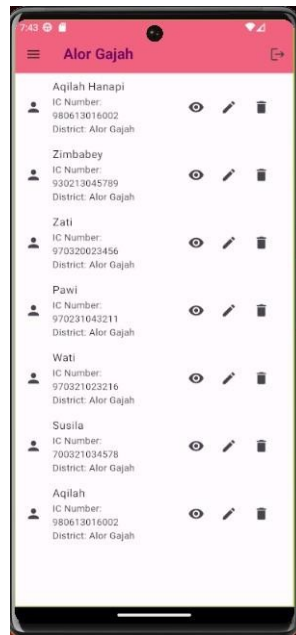 7:43
Alor Gajah
Aqilah Hanapi
IC Number:
980613016002
District: Alor Gajah
Zimbabey
IC Number:
930213045789
District: Alor Gajah
Zati
IC Number:
970320023456
District: Alor Gajah
Pawi
IC Number:
970231043211
District: Alor Gajah
Wati
IC Number:
970321023216
District: Alor Gajah
Susila
IC Number:
700321034578
District: Alor Gajah
Aqilah
IC Number:
980613016002
District: Alor Gajah